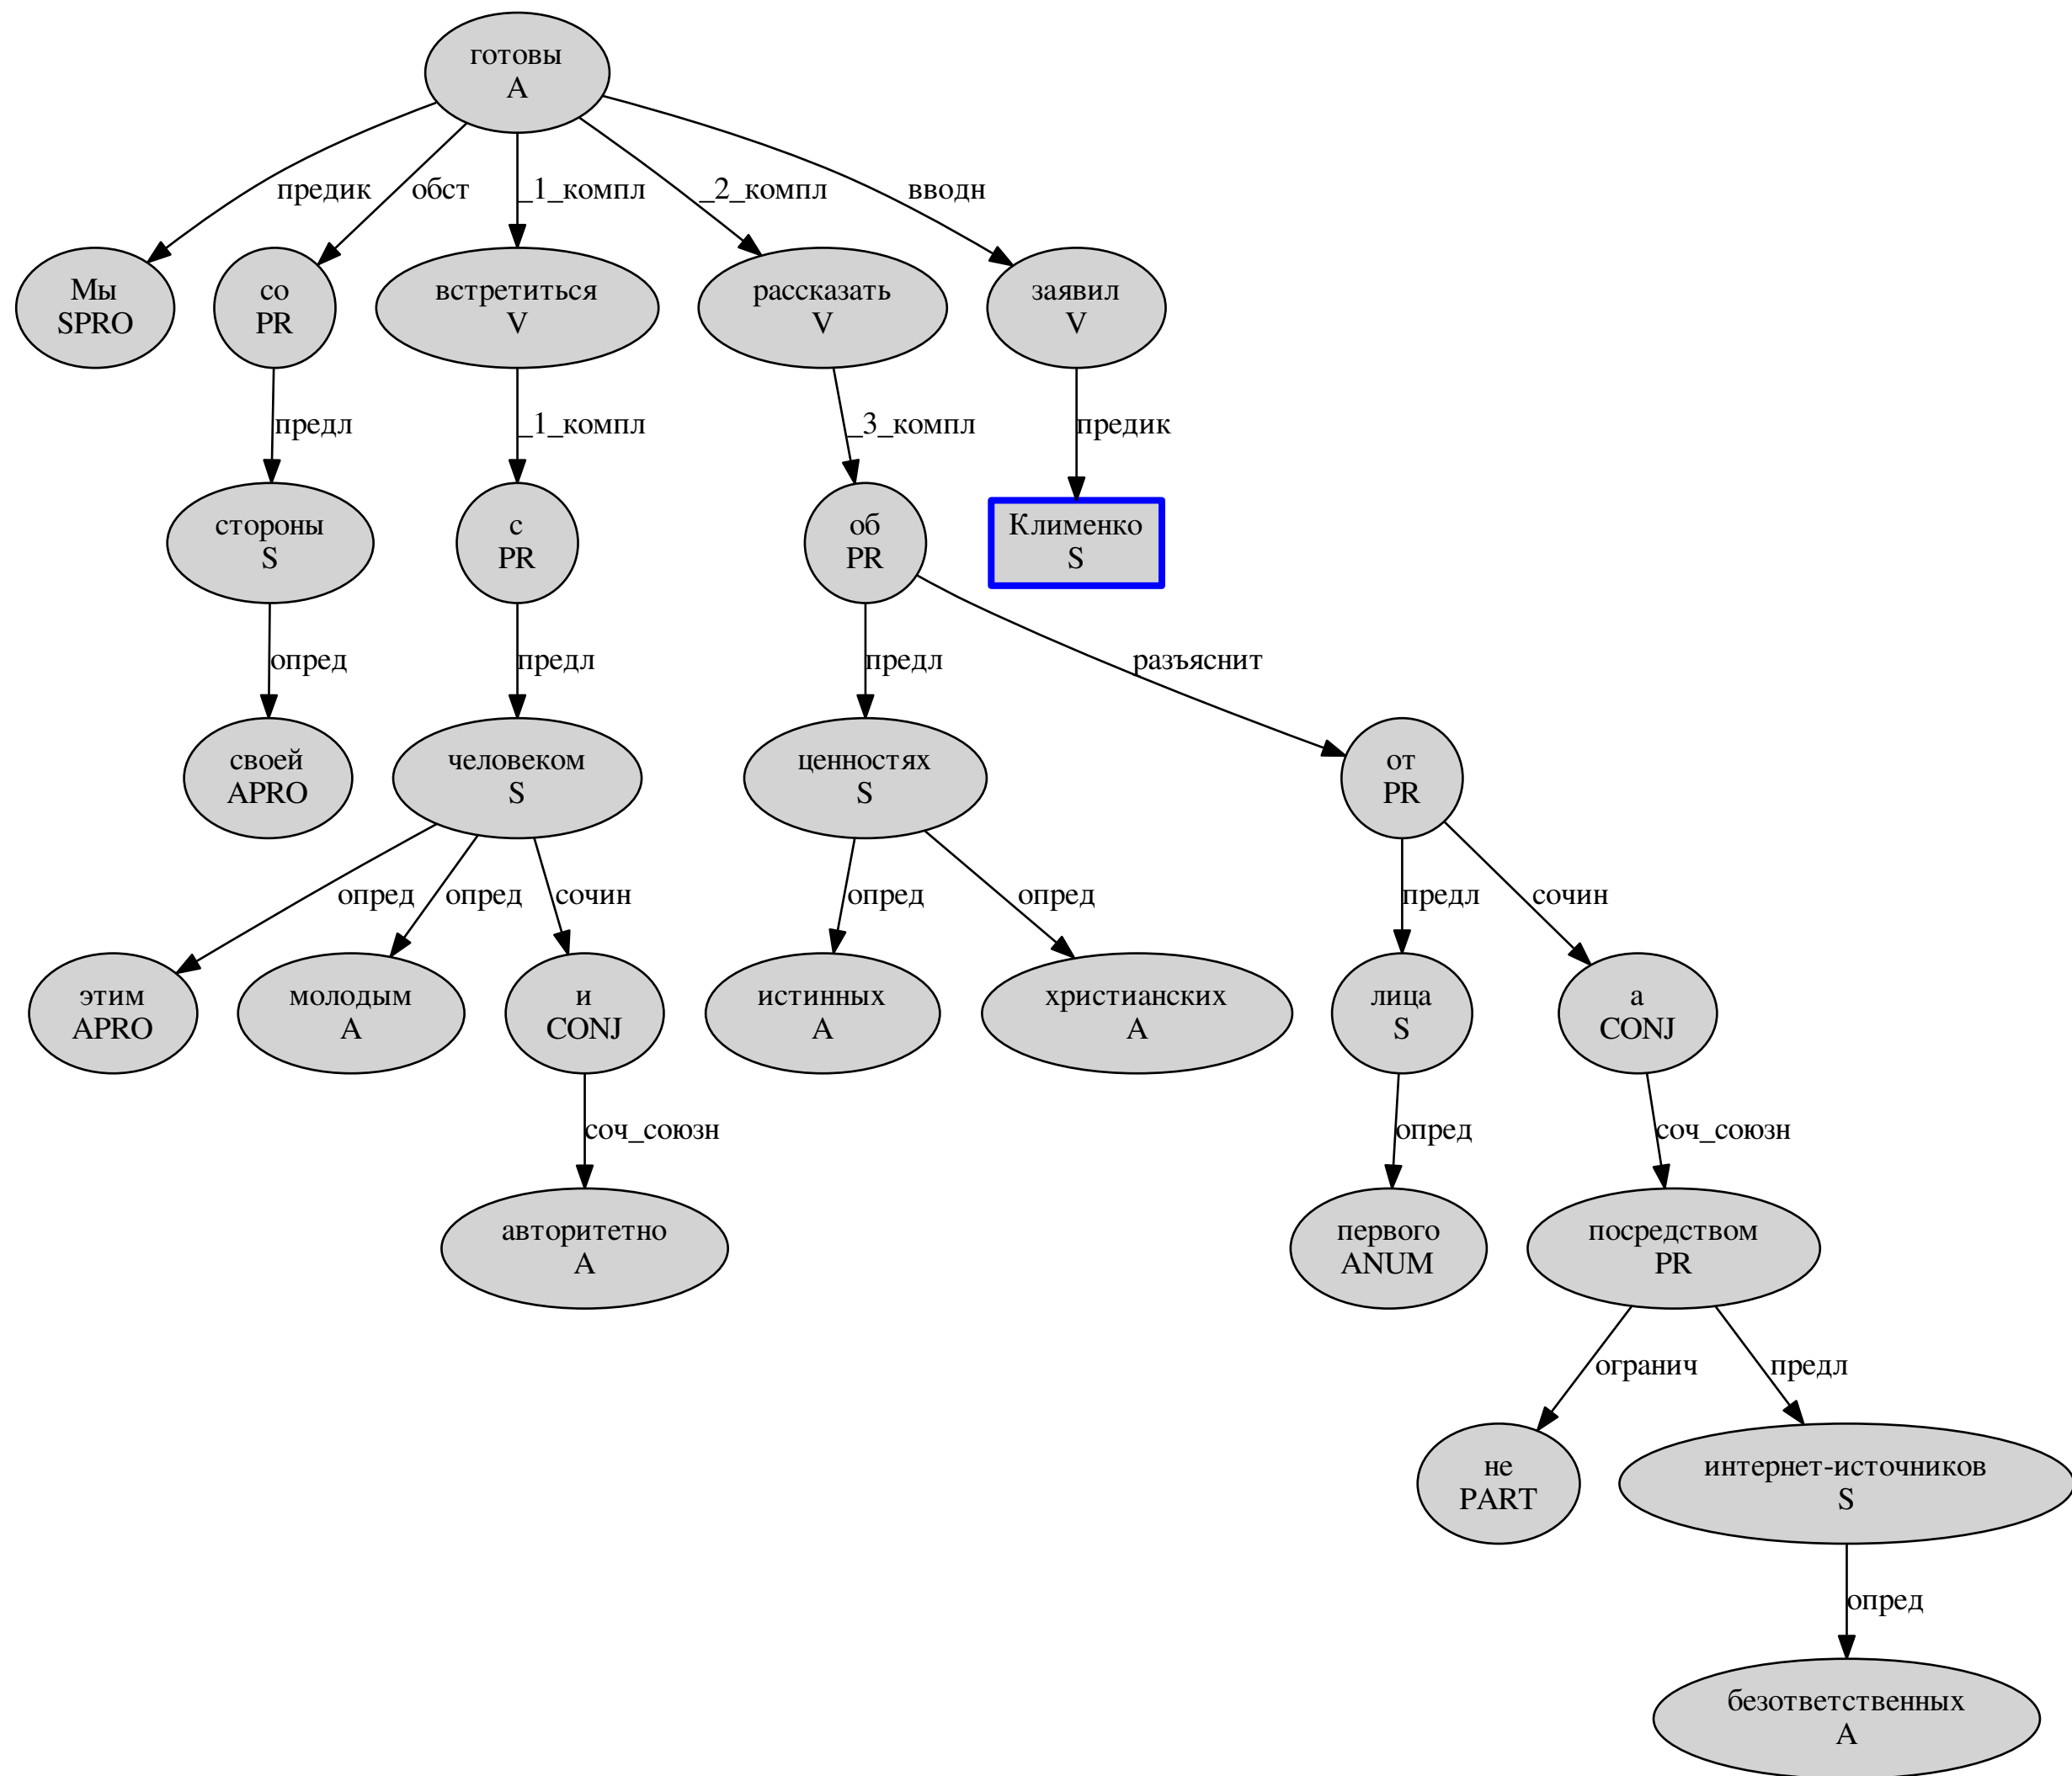 готовы
A
предик
обст
_1_компл
_2_компл
вводн
Мы
SPRO
со
PR
встретиться
V
рассказать
V
заявил
V
предл
_1_компл
_3_компл
предик
стороны
S
с
PR
об
PR
Клименко
S
опред
предл
предл
разъяснит
своей
APRO
человеком
S
ценностях
S
от
PR
опред
опред
сочин
опред
опред
предл
сочин
этим
APRO
молодым
A
и
CONJ
истинных
A
христианских
A
лица
S
а
CONJ
соч_союзн
опред
соч_союзн
авторитетно
A
первого
ANUM
посредством
PR
огранич
предл
не
PART
интернет-источников
S
опред
безответственных
A